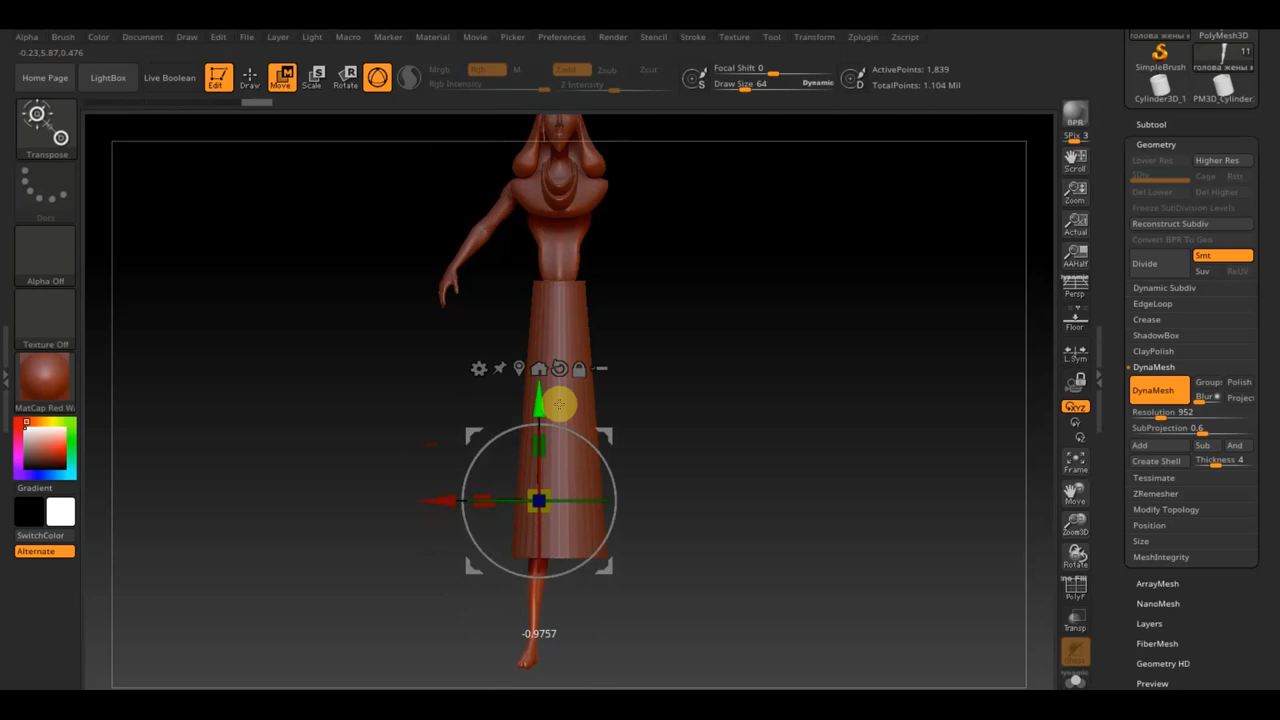 Alpha Brush Color Document Draw Edit File Layer Light Macro Marker Material Movie Picker Preferences Render Stencil Stroke Texture Tool Transform Zplugin Zscript
-0.23,5.87,0.476
Home Page LightBox Live Boolean Edit Draw Move Scale Rotate
Mrgb Rgb M Zadd Zsub Zcut
Rgb Intensity Z Intensity
Focal Shift 0
Draw Size 64 Dynamic
ActivePoints: 1,839
TotalPoints: 1.104 Mil
Transpose
Dots
Alpha Off
Texture Off
MatCap Red Wa
Gradient
SwitchColor
Alternate
-0.9757
BPR
SPix 3
Scroll
Zoom
Actual
AAHalf
Dynamic
Persp
Floor
L.Sym
XYZ
Frame
Move
Zoom3D
Rotate
PolyF
Transp
Ghost
голова жены PolyMesh3D
SimpleBrush голова жены
11
Cylinder3D_1 PM3D_Cylinder
Subtool
Geometry
Lower Res Higher Res
SDiv Cage Rstr
Del Lower Del Higher
Freeze SubDivision Levels
Reconstruct Subdiv
Convert BPR To Geo
Divide Smt
Suv ReUV
Dynamic Subdiv
EdgeLoop
Crease
ShadowBox
ClayPolish
DynaMesh
DynaMesh Group Polish
Blur Project
Resolution 952
SubProjection 0.6
Add Sub And
Create Shell Thickness 4
Tessimate
ZRemesher
Modify Topology
Position
Size
MeshIntegrity
ArrayMesh
NanoMesh
Layers
FiberMesh
Geometry HD
Preview